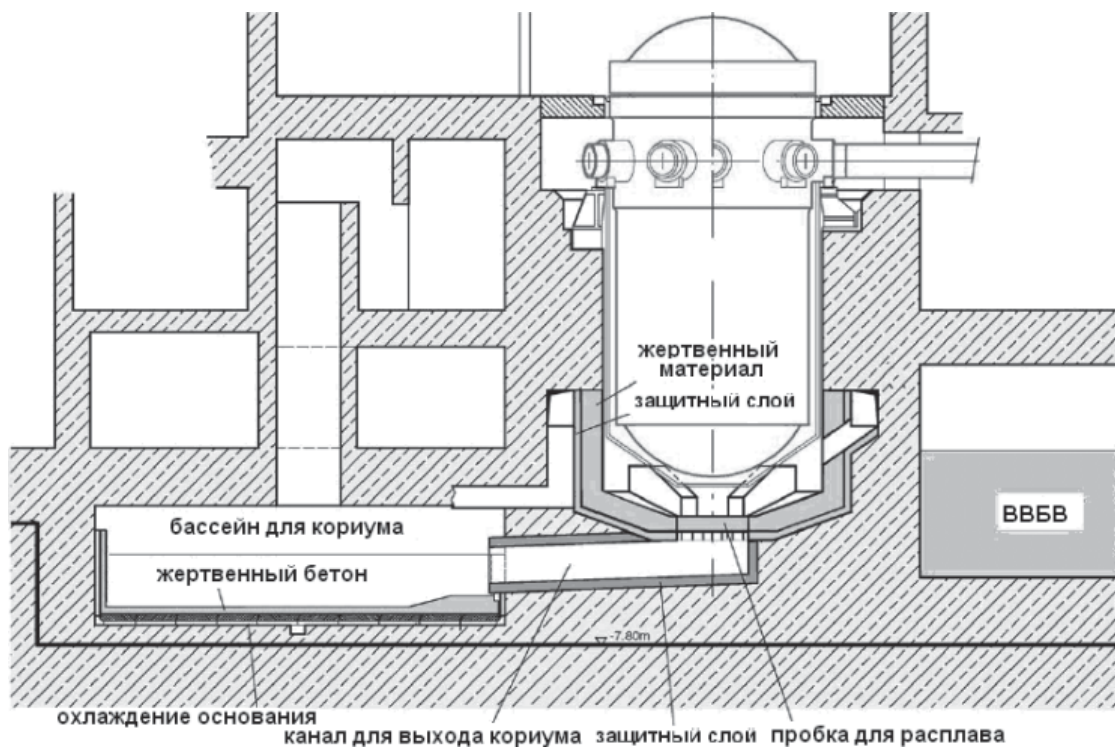 жертвенный
материал
защитный слой
бассейн для кориума
ВВБВ
жертвенный бетон
-7.80m
охлаждение основания
канал для выхода кориума
защитный слой
пробка для расплава